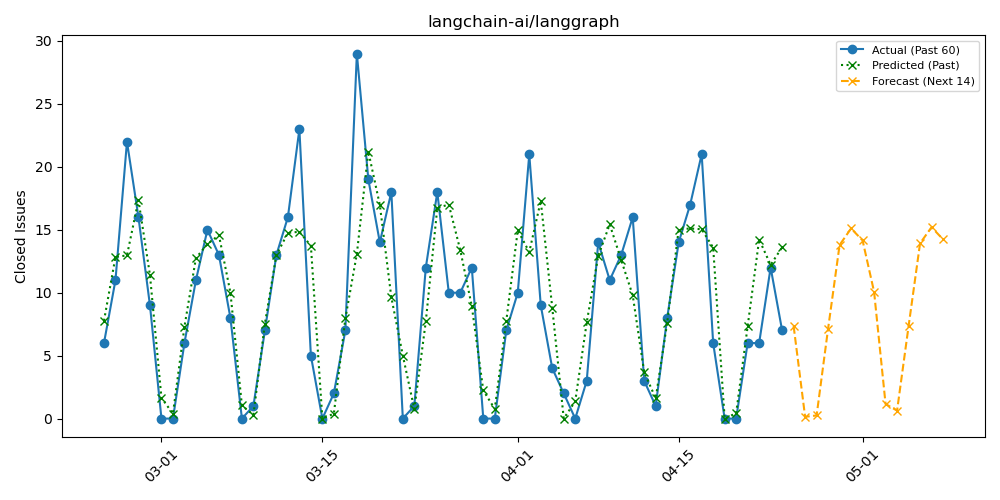 langchain-ai/langgraph
30
25
20
15
10
5
0
Closed Issues
Actual (Past 60)
Predicted (Past)
Forecast (Next 14)
03-01
03-15
04-01
04-15
05-01